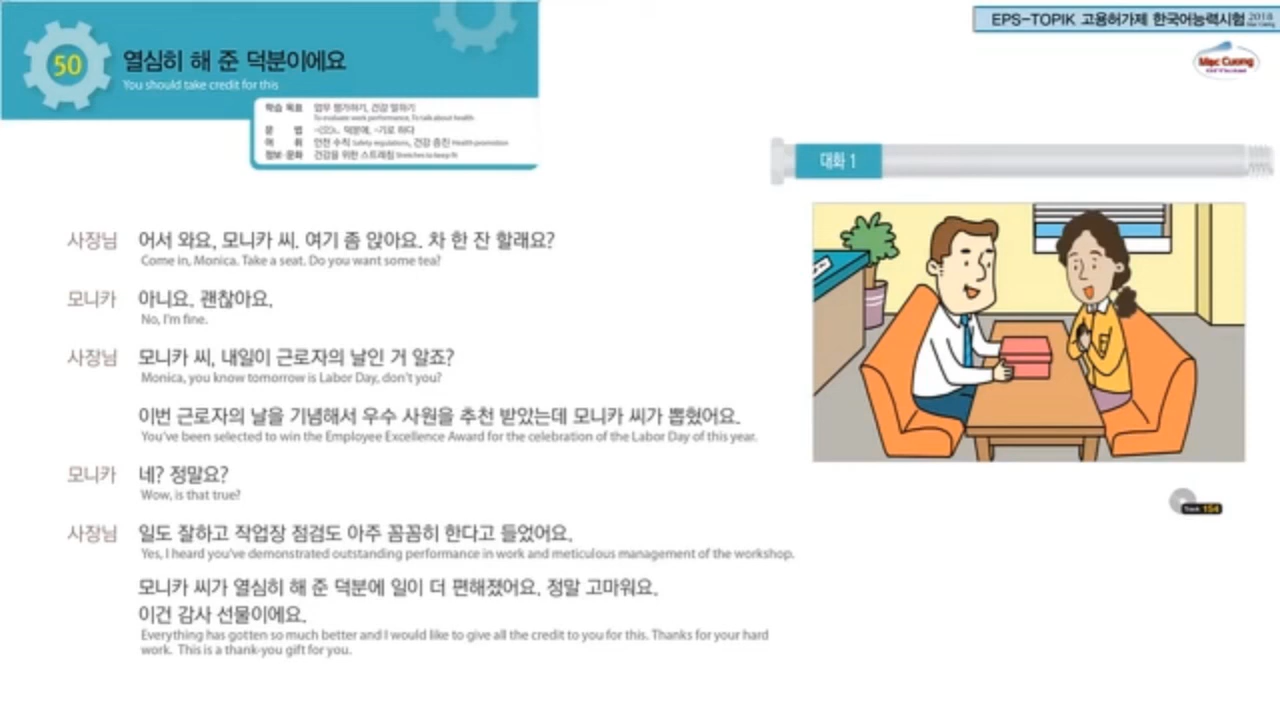 50
열심히 해 준 덕분이에요
You should take credit for this
학습 목표 업무 평가하기, 건강 말하기
To evaluate work performance, To talk about health
문 법 덕분에, -기로 하다
어 휘 안전 수칙 Safety regulations, 건강 증진 Health promotion
정보·문화 건강을 위한 스트레칭 Stretches to keep fit
EPS-TOPIK 고용허가제 한국어능력시험 2018
Mạc Cương
대화 1
사장님 어서 와요, 모니카 씨. 여기 좀 앉아요. 차 한 잔 할래요?
Come in, Monica. Take a seat. Do you want some tea?
모니카 아니요. 괜찮아요.
No, I'm fine.
사장님 모니카 씨, 내일이 근로자의 날인 거 알죠?
Monica, you know tomorrow is Labor Day, don't you?
이번 근로자의 날을 기념해서 우수 사원을 추천 받았는데 모니카 씨가 뽑혔어요.
You've been selected to win the Employee Excellence Award for the celebration of the Labor Day of this year.
모니카 네? 정말요?
Wow, is that true?
사장님 일도 잘하고 작업장 점검도 아주 꼼꼼히 한다고 들었어요.
Yes, I heard you've demonstrated outstanding performance in work and meticulous management of the workshop.
모니카 씨가 열심히 해 준 덕분에 일이 더 편해졌어요. 정말 고마워요.
이건 감사 선물이에요.
Everything has gotten so much better and I would like to give all the credit to you for this. Thanks for your hard
work. This is a thank-you gift for you.
Track 154